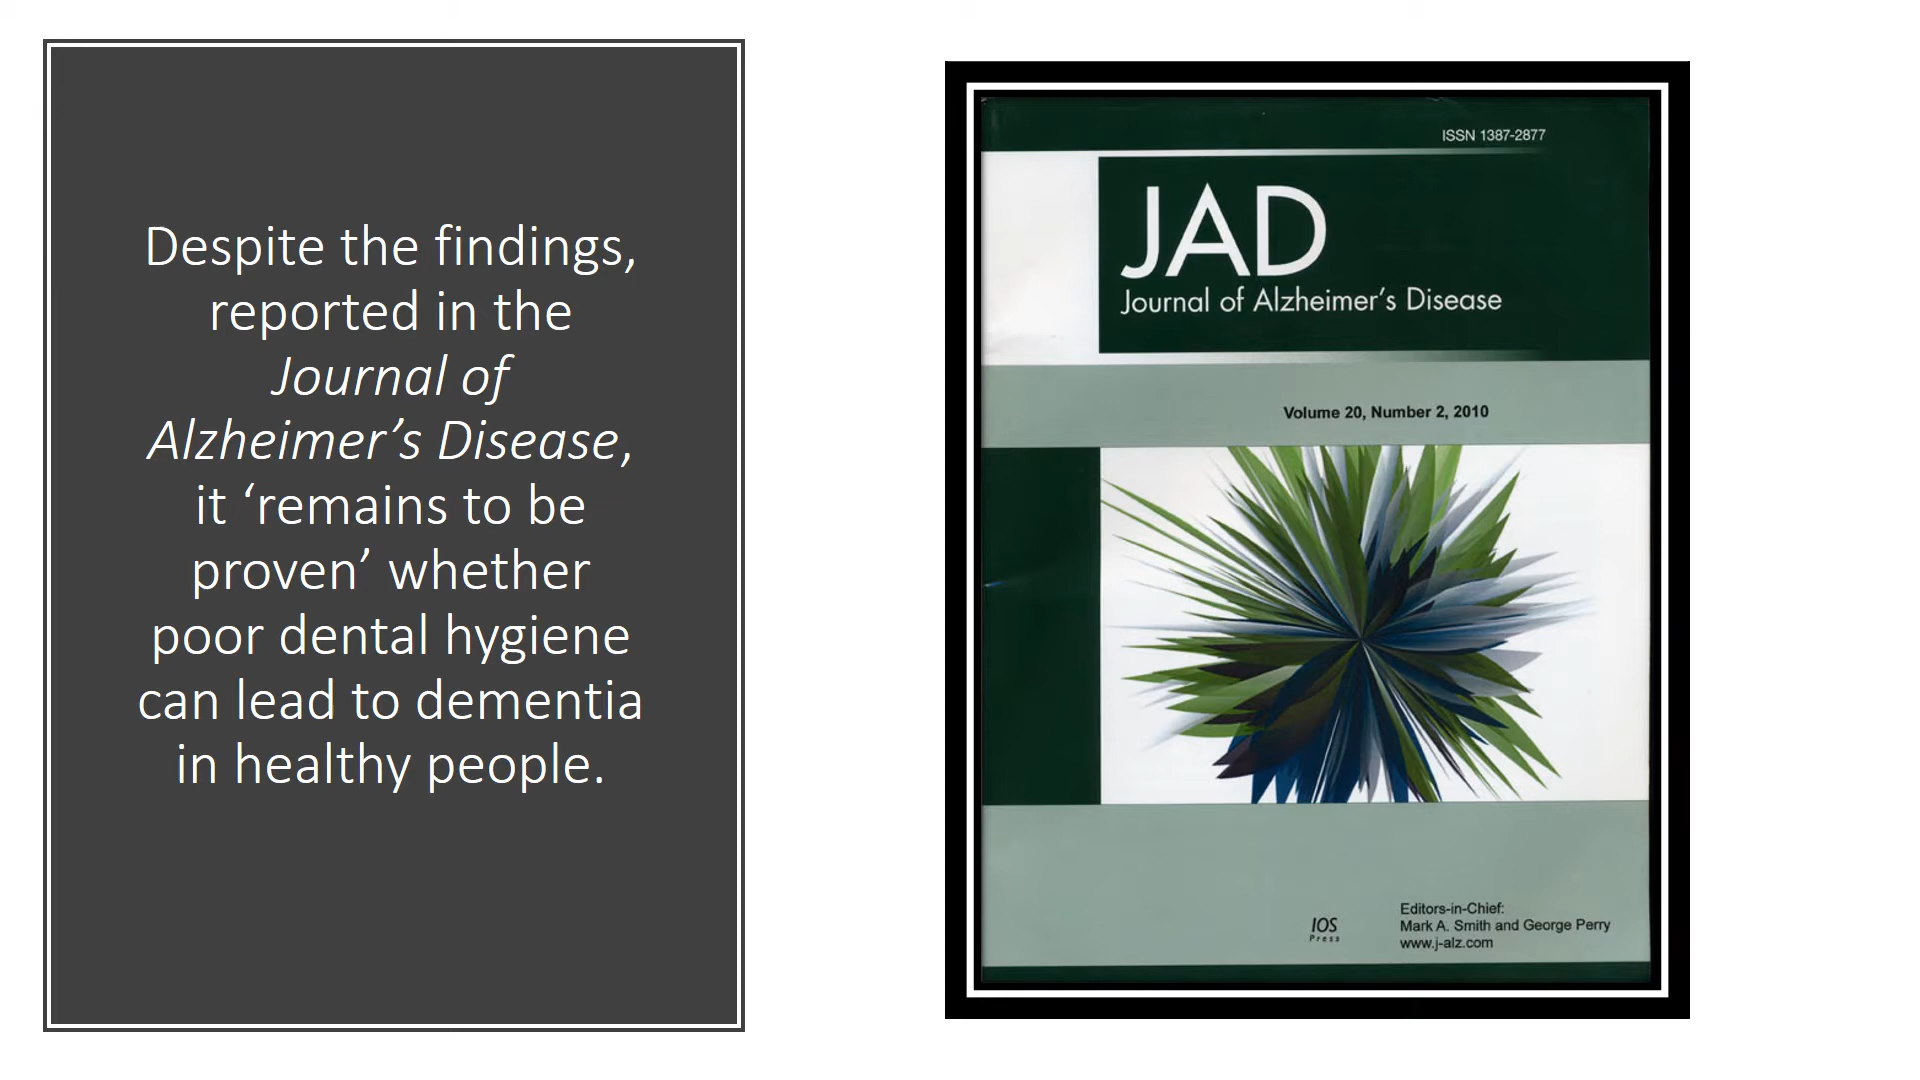 Despite the findings,
reported in the
Journal of
Alzheimer’s Disease,
it ‘remains to be
proven’ whether
poor dental hygiene
can lead to dementia
in healthy people.
ISSN 1387-2877
JAD
Journal of Alzheimer’s Disease
Volume 20, Number 2, 2010
IOS
Press
Editors-in-Chief:
Mark A. Smith and George Perry
www.j-alz.com